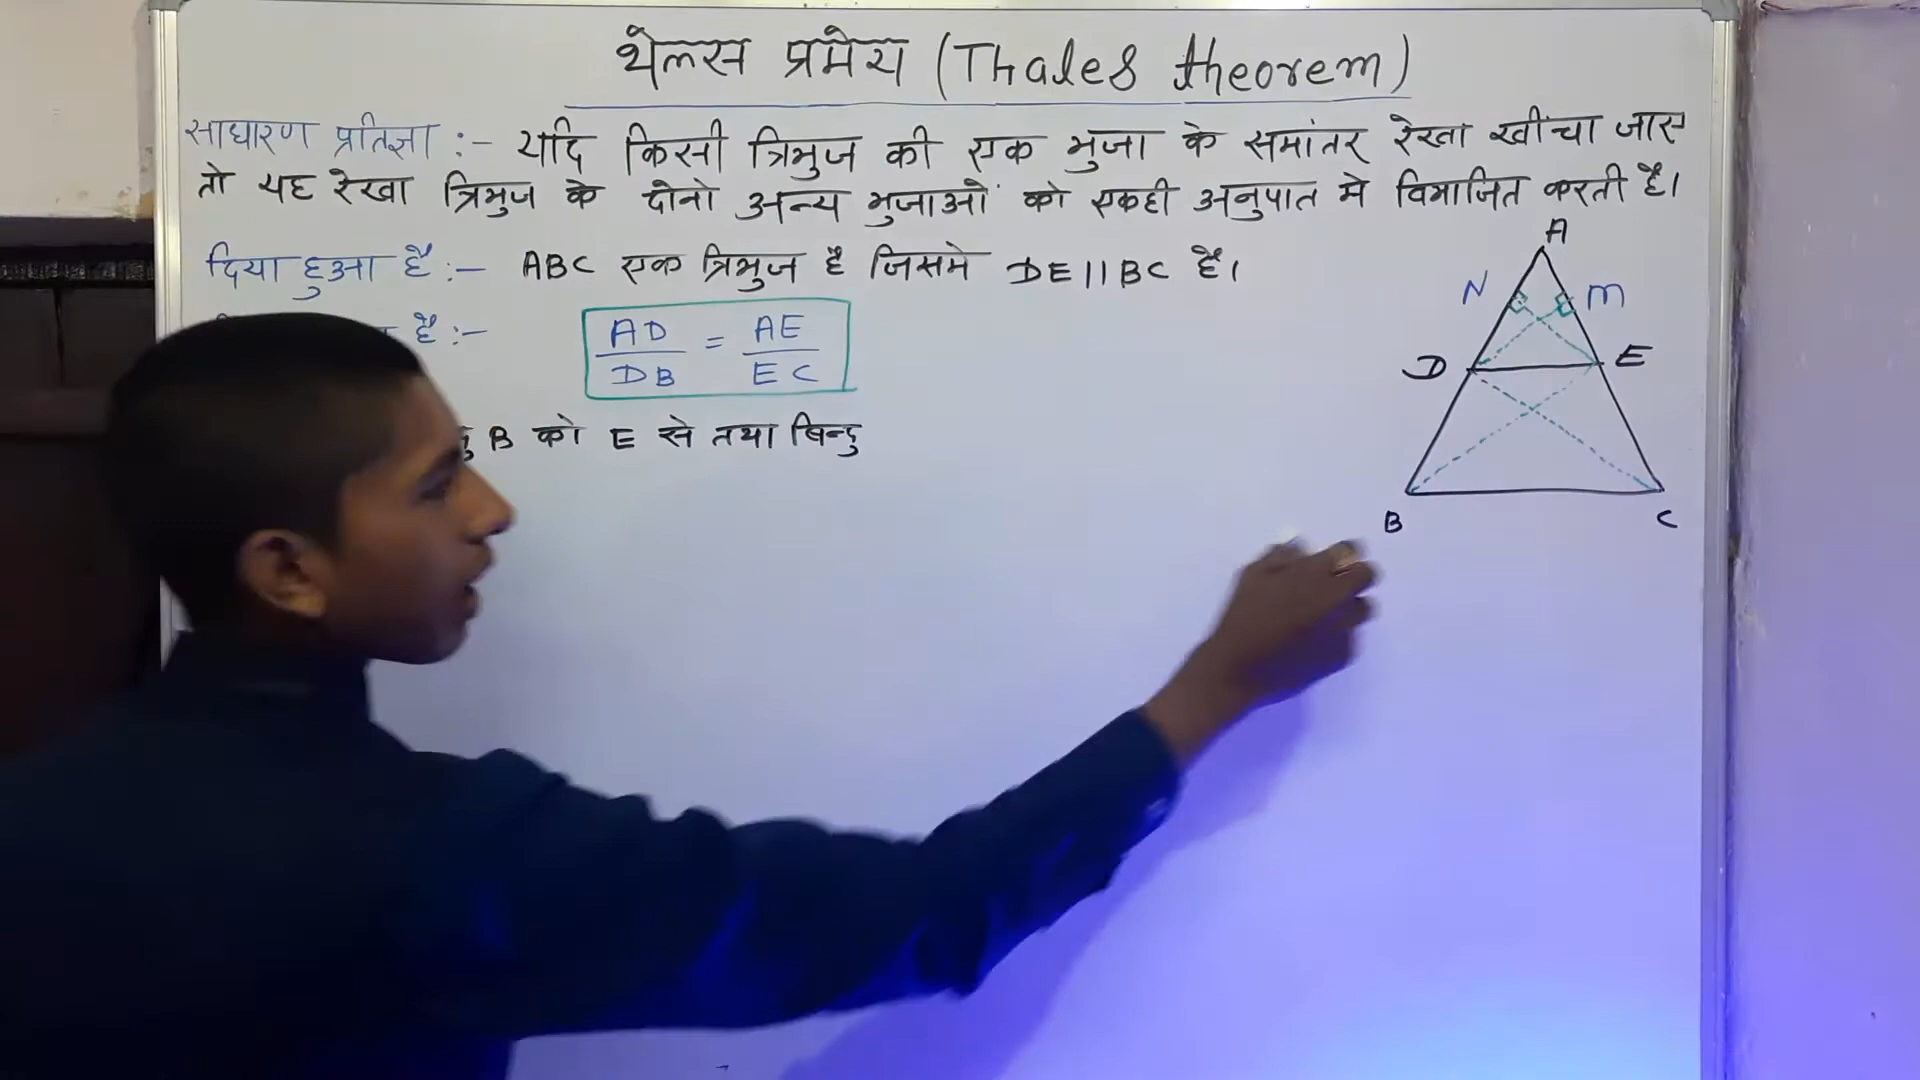 थेल्स प्रमेय (Thales theorem)
साधारण प्रतिज्ञा :- यदि किसी त्रिभुज की एक भुजा के समांतर रेखा खींचा जाए
तो यह रेखा त्रिभुज के दोनो अन्य भुजाओं को एकही अनुपात मे विभाजित करती है।
दिया हुआ है :- ABC एक त्रिभुज है जिसमे DE||BC है।
है :- AD/DB = AE/EC
B को E से तथा बिन्दु
A
N M
D E
B C